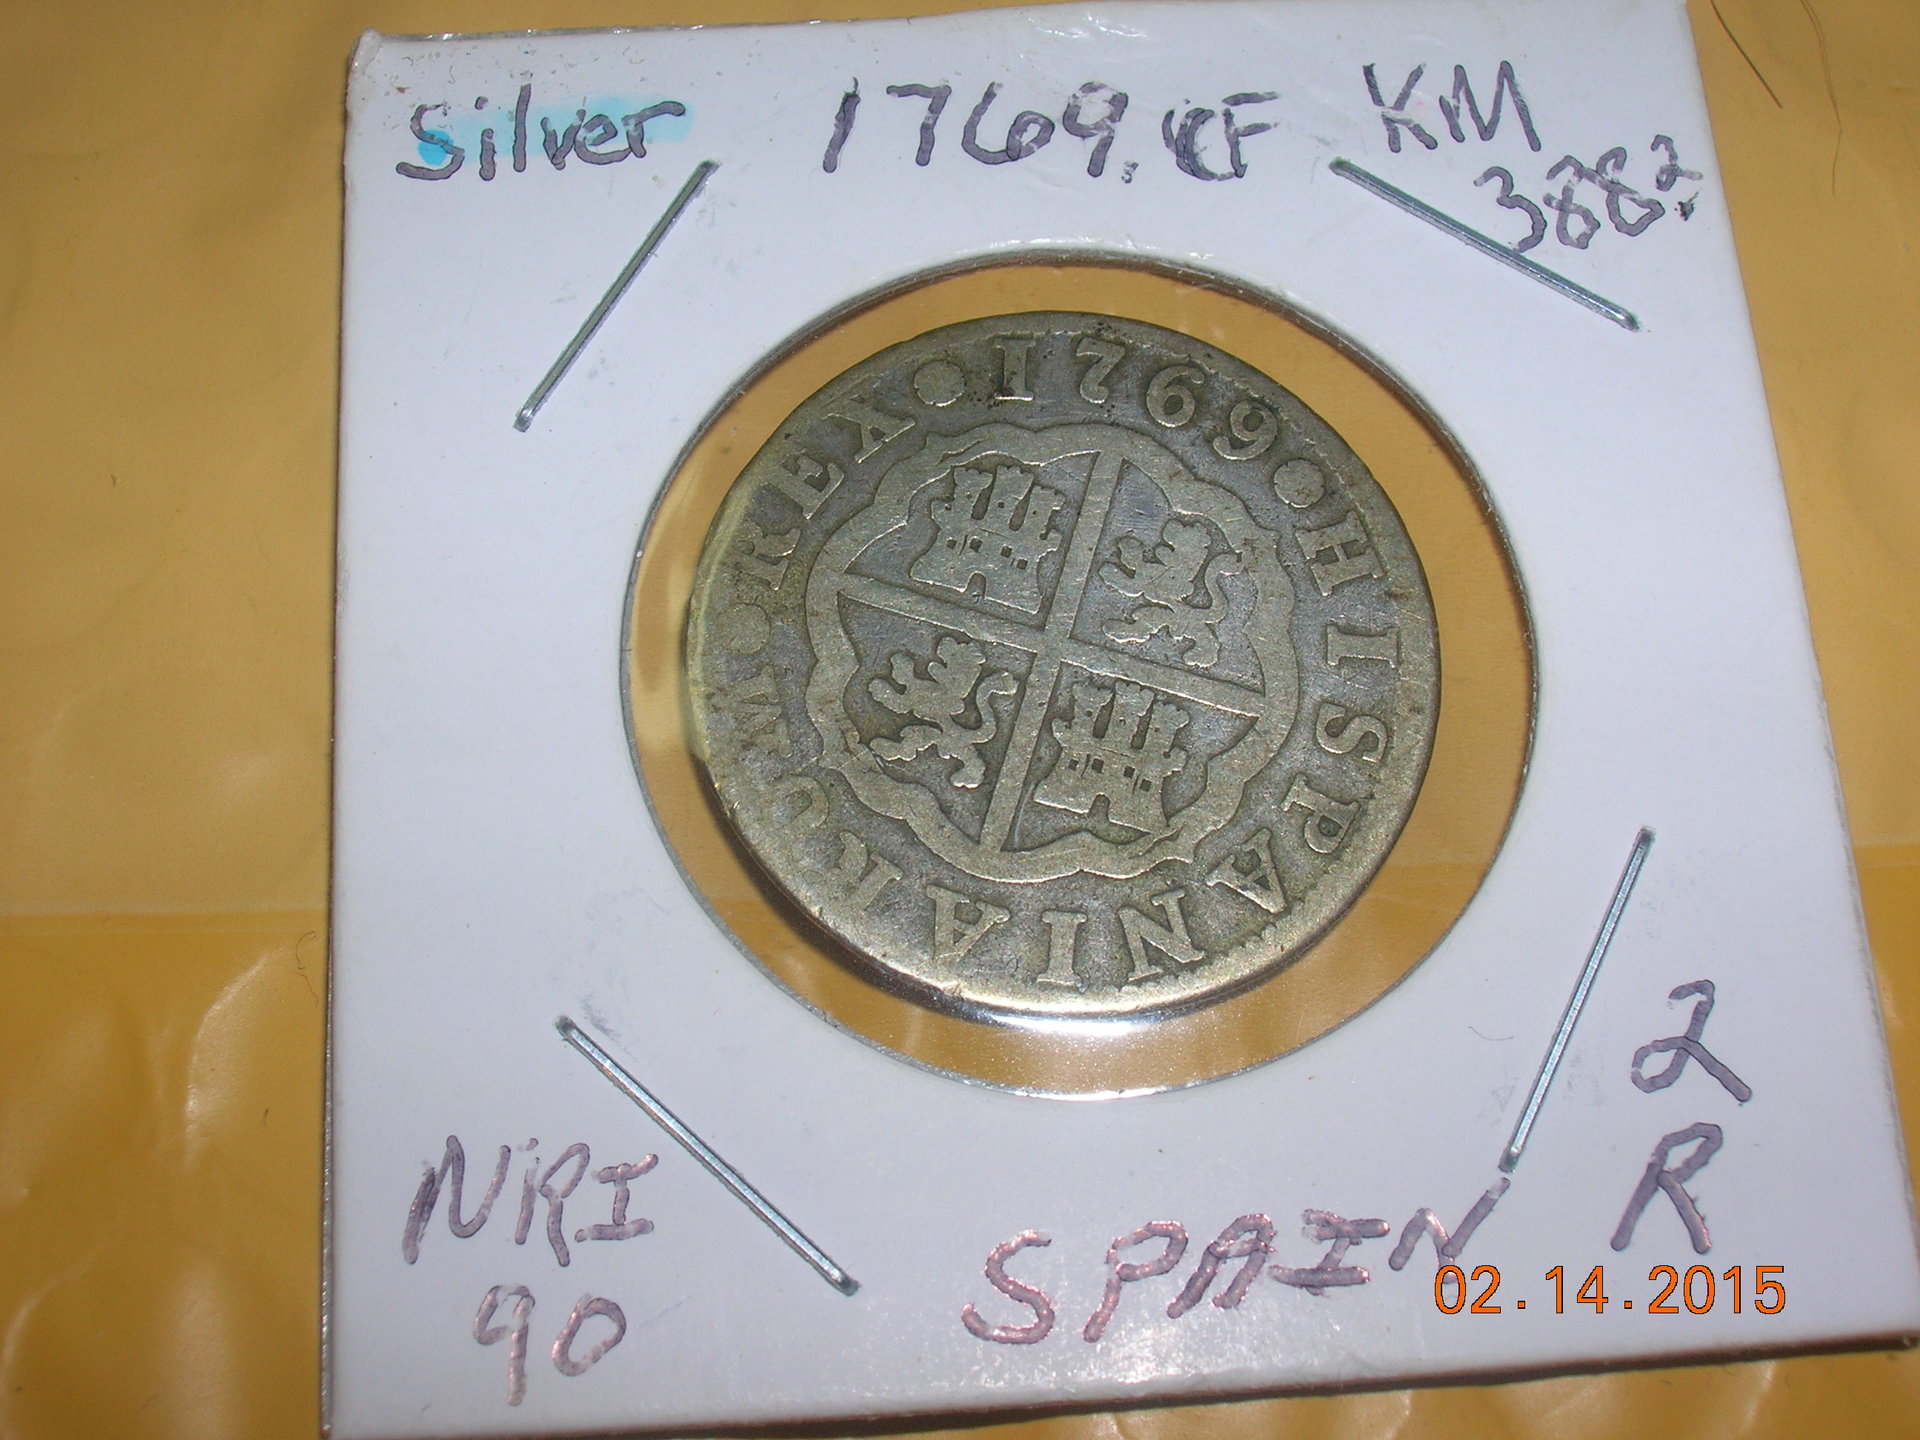 Silver 1769. CF KM
388.2
REX • 1769 • HISPANIARUM •
2
R
NRI
90
SPAIN
02.14.2015